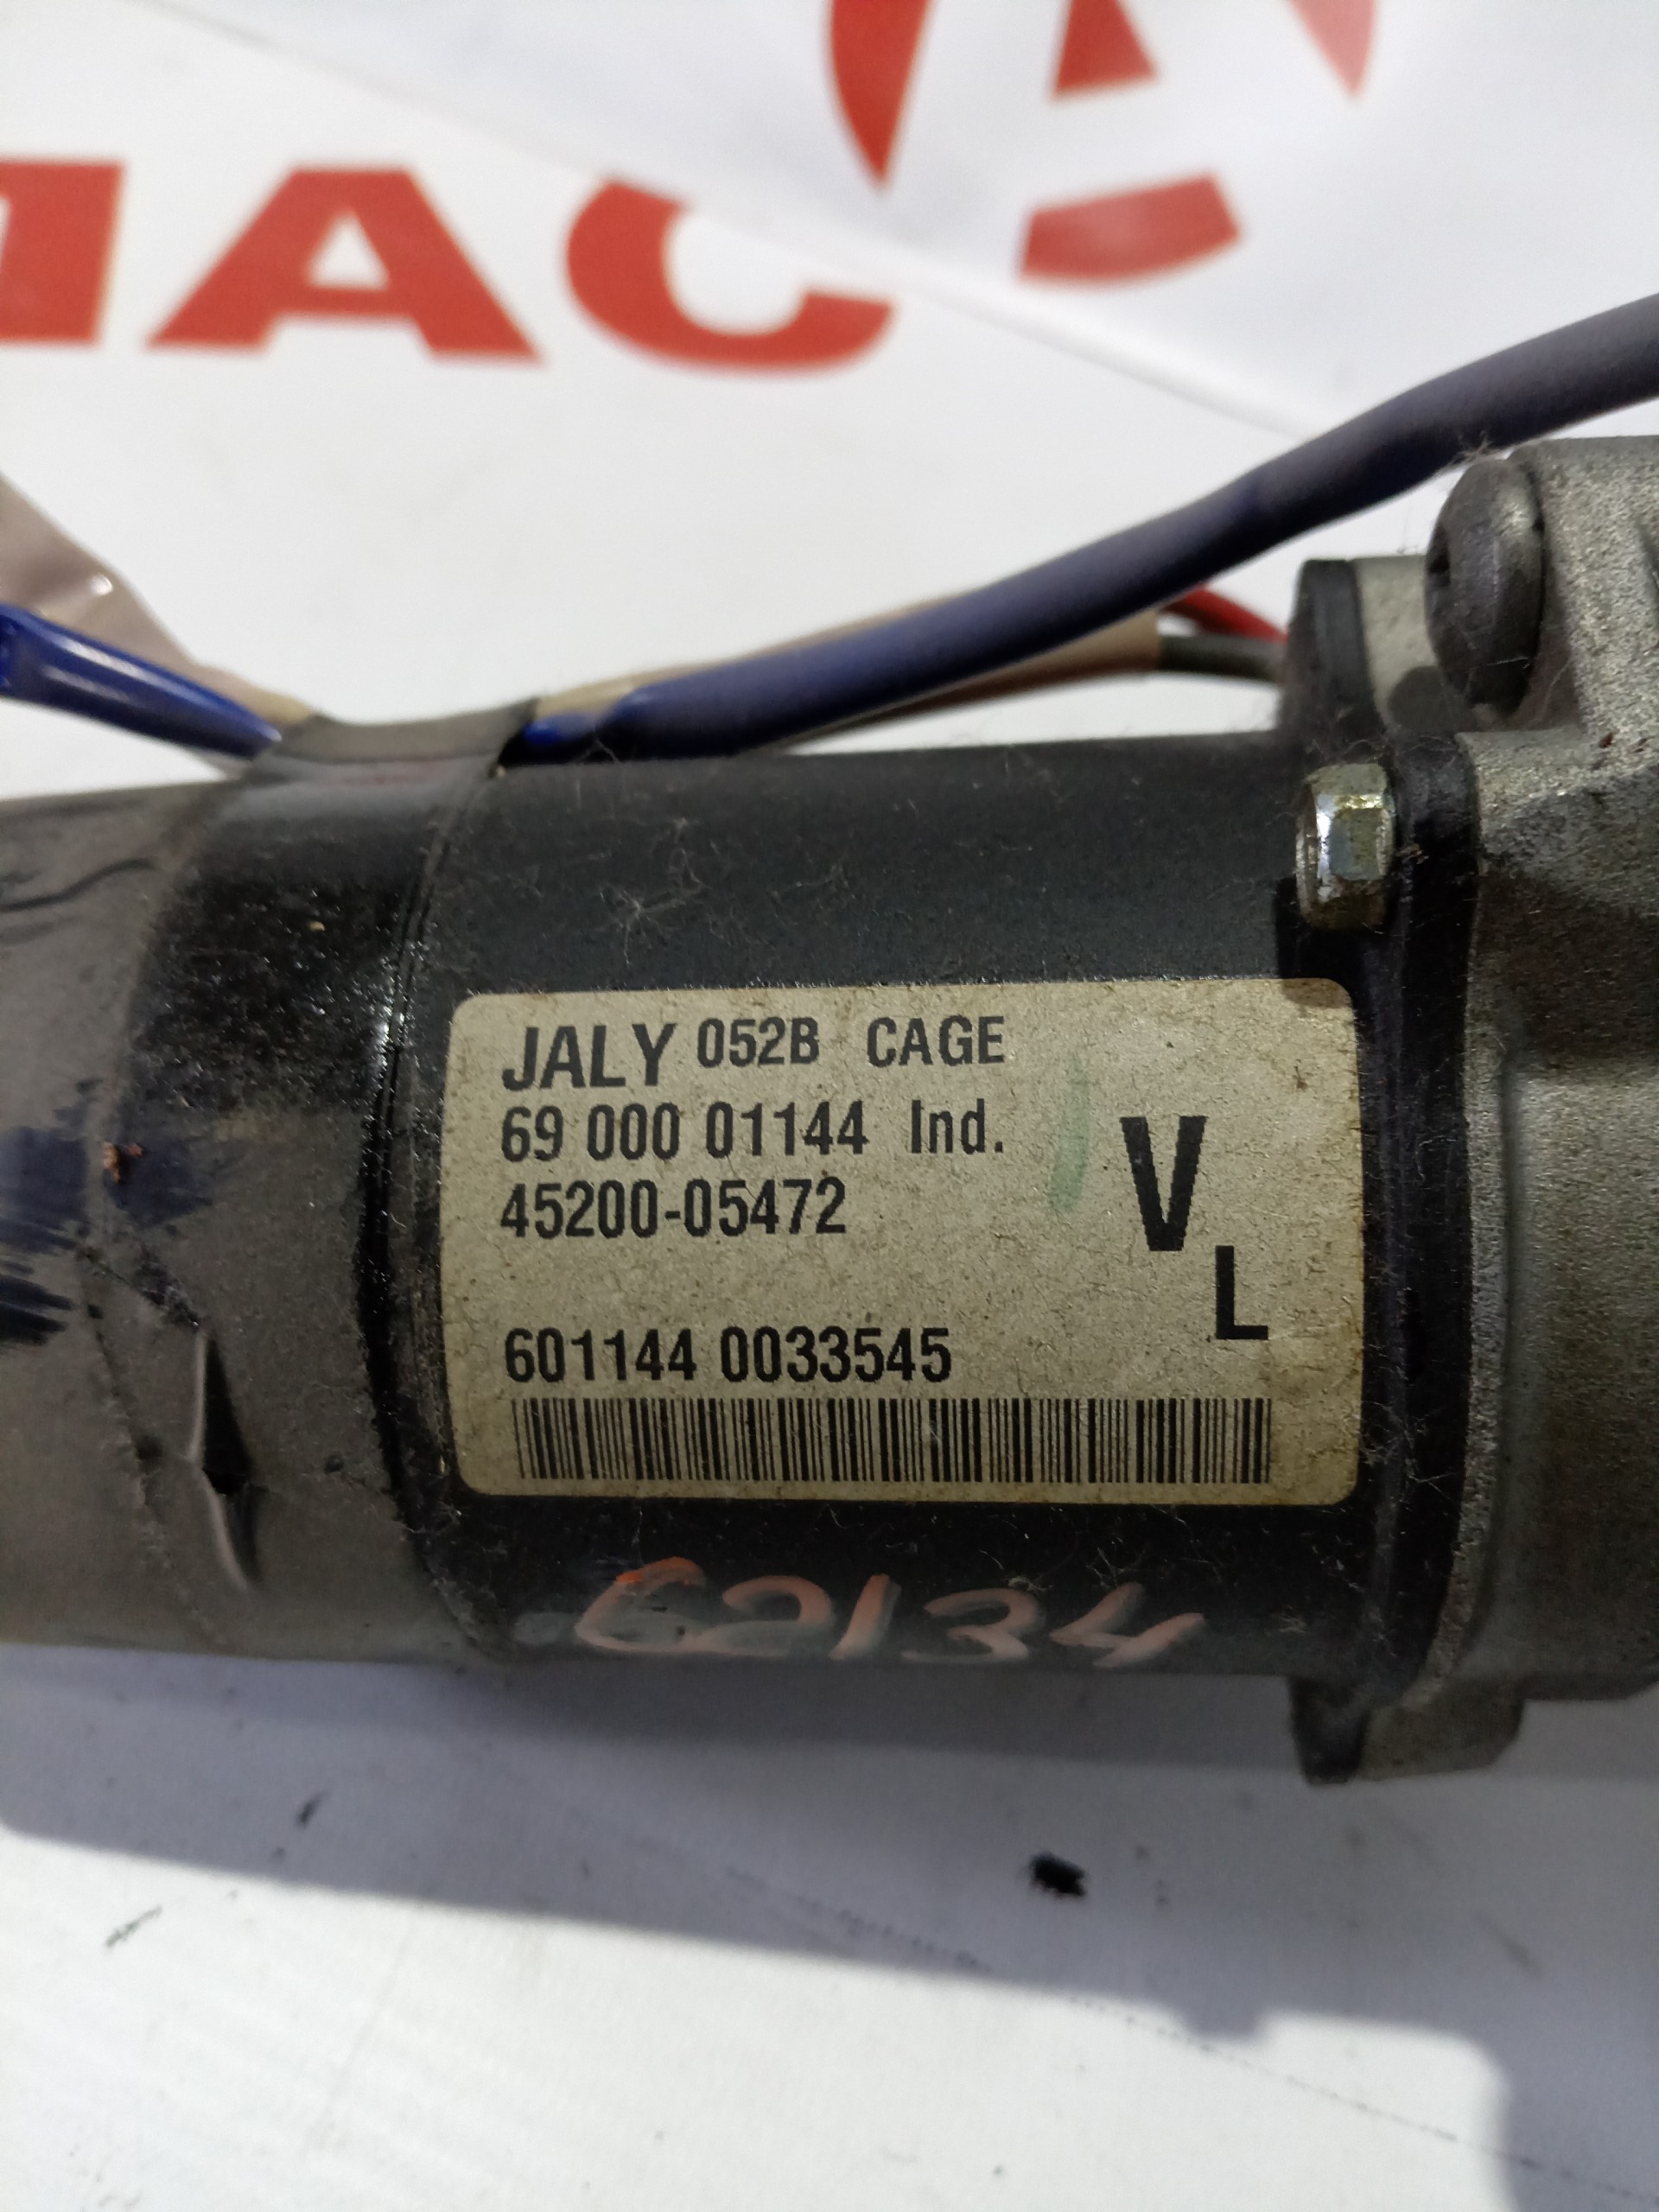 JALY 052B CAGE
69 000 01144 Ind.
45200-05472
V
L
601144 0033545
62134